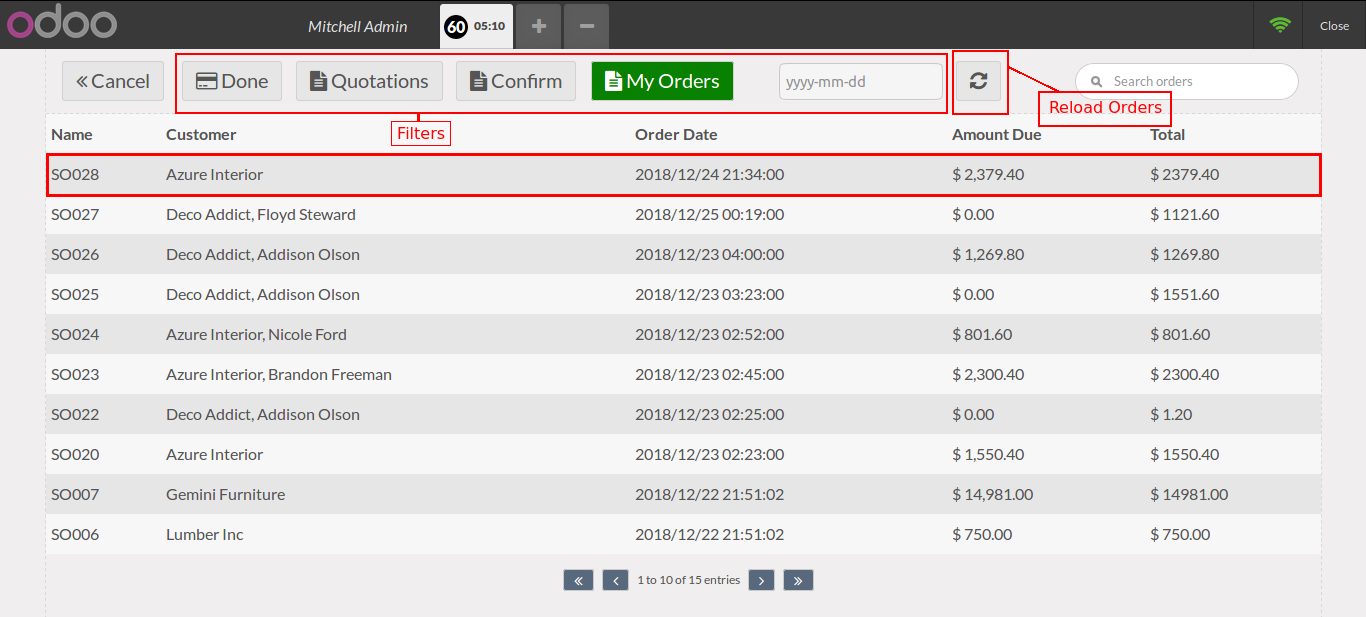 odoo Mitchell Admin 60 05:10 + − Close
« Cancel Done Quotations Confirm My Orders yyyy-mm-dd Search orders
Filters Reload Orders
Name Customer Order Date Amount Due Total
SO028 Azure Interior 2018/12/24 21:34:00 $ 2,379.40 $ 2379.40
SO027 Deco Addict, Floyd Steward 2018/12/25 00:19:00 $ 0.00 $ 1121.60
SO026 Deco Addict, Addison Olson 2018/12/23 04:00:00 $ 1,269.80 $ 1269.80
SO025 Deco Addict, Addison Olson 2018/12/23 03:23:00 $ 0.00 $ 1551.60
SO024 Azure Interior, Nicole Ford 2018/12/23 02:52:00 $ 801.60 $ 801.60
SO023 Azure Interior, Brandon Freeman 2018/12/23 02:45:00 $ 2,300.40 $ 2300.40
SO022 Deco Addict, Addison Olson 2018/12/23 02:25:00 $ 0.00 $ 1.20
SO020 Azure Interior 2018/12/23 02:23:00 $ 1,550.40 $ 1550.40
SO007 Gemini Furniture 2018/12/22 21:51:02 $ 14,981.00 $ 14981.00
SO006 Lumber Inc 2018/12/22 21:51:02 $ 750.00 $ 750.00
« ‹ 1 to 10 of 15 entries › »